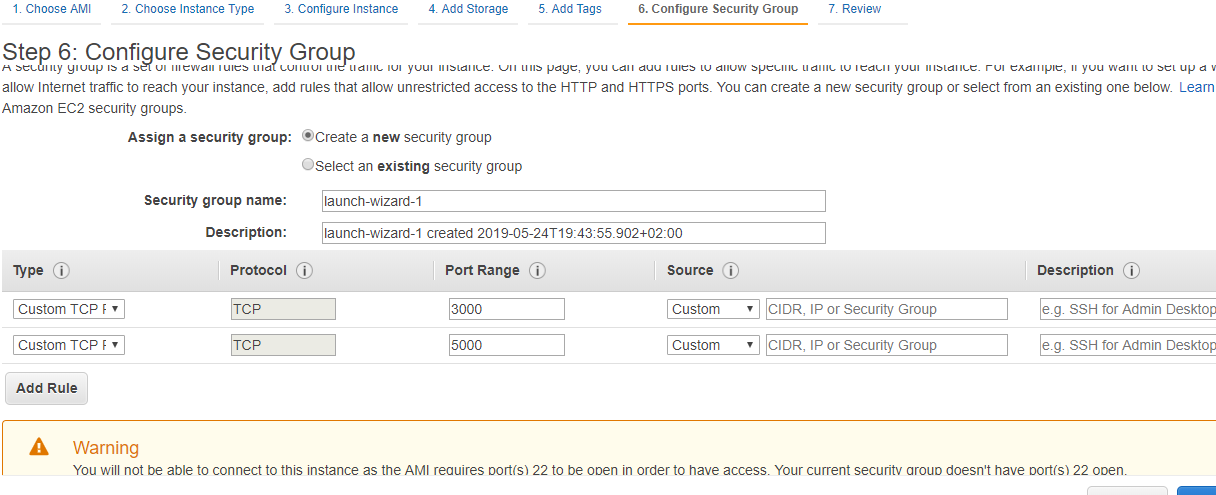 1. Choose AMI 2. Choose Instance Type 3. Configure Instance 4. Add Storage 5. Add Tags 6. Configure Security Group 7. Review
Step 6: Configure Security Group
A security group is a set of firewall rules that control the traffic for your instance. On this page, you can add rules to allow specific traffic to reach your instance. For example, if you want to set up a w
allow Internet traffic to reach your instance, add rules that allow unrestricted access to the HTTP and HTTPS ports. You can create a new security group or select from an existing one below. Learn
Amazon EC2 security groups.
Assign a security group: Create a new security group
Select an existing security group
Security group name: launch-wizard-1
Description: launch-wizard-1 created 2019-05-24T19:43:55.902+02:00
Type i Protocol i Port Range i Source i Description i
Custom TCP F TCP 3000 Custom CIDR, IP or Security Group e.g. SSH for Admin Desktop
Custom TCP F TCP 5000 Custom CIDR, IP or Security Group e.g. SSH for Admin Desktop
Add Rule
Warning
You will not be able to connect to this instance as the AMI requires port(s) 22 to be open in order to have access. Your current security group doesn't have port(s) 22 open.